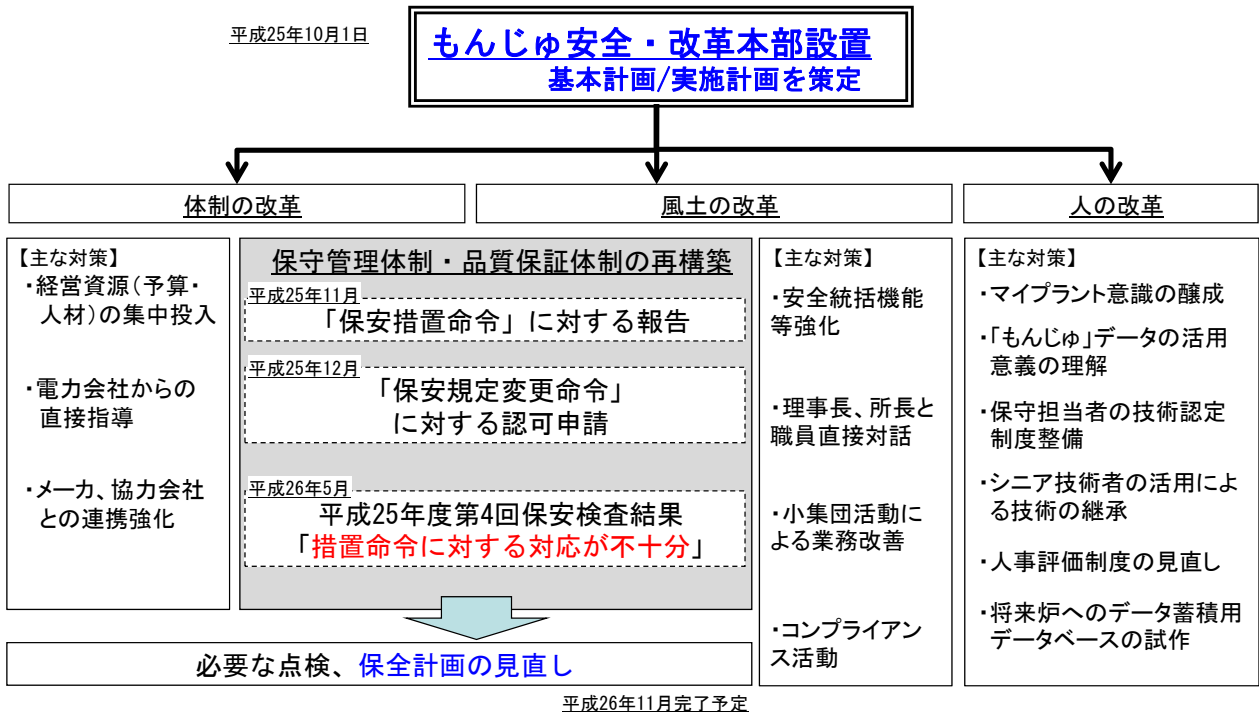 平成25年10月1日
もんじゅ安全・改革本部設置
基本計画/実施計画を策定
体制の改革
風土の改革
人の改革
【主な対策】
・経営資源（予算・
人材）の集中投入
・電力会社からの
直接指導
・メーカ、協力会社
との連携強化
保守管理体制・品質保証体制の再構築
平成25年11月
「保安措置命令」に対する報告
平成25年12月
「保安規定変更命令」
に対する認可申請
平成26年5月
平成25年度第4回保安検査結果
「措置命令に対する対応が不十分」
必要な点検、保全計画の見直し
平成26年11月完了予定
【主な対策】
・安全統括機能
等強化
・理事長、所長と
職員直接対話
・小集団活動に
よる業務改善
・コンプライアン
ス活動
【主な対策】
・マイプラント意識の醸成
・「もんじゅ」データの活用
意義の理解
・保守担当者の技術認定
制度整備
・シニア技術者の活用によ
る技術の継承
・人事評価制度の見直し
・将来炉へのデータ蓄積用
データベースの試作